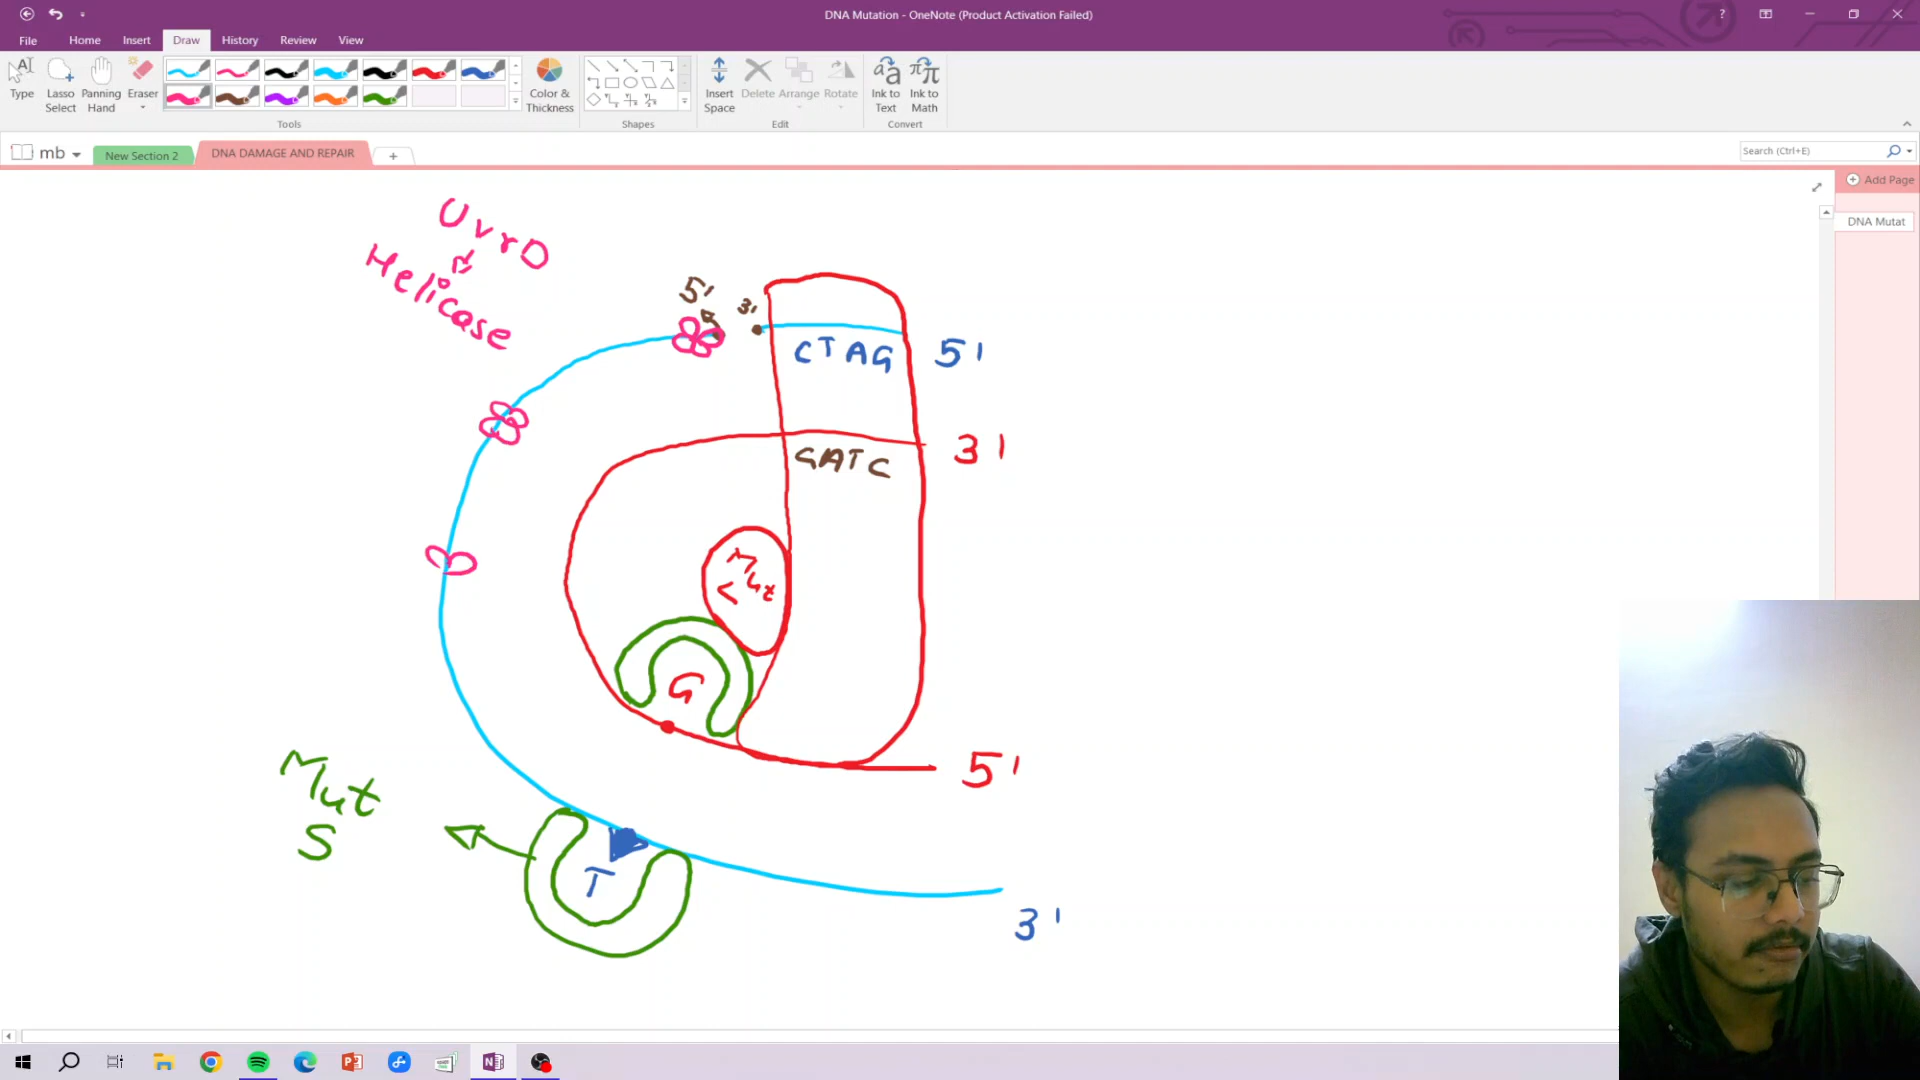 DNA Mutation - OneNote (Product Activation Failed)
?
File Home Insert Draw History Review View
Type
Lasso Select
Panning Hand
Eraser
Color & Thickness
Insert Space
Delete
Arrange
Rotate
Ink to Text
Ink to Math
Tools
Shapes
Edit
Convert
mb
New Section 2
DNA DAMAGE AND REPAIR
+
Search (Ctrl+E)
Add Page
DNA Mutat
UvrD
Helicase
5'
3'
CTAG
5'
GATC
3'
Mut
L
G
5'
Mut
S
T
3'